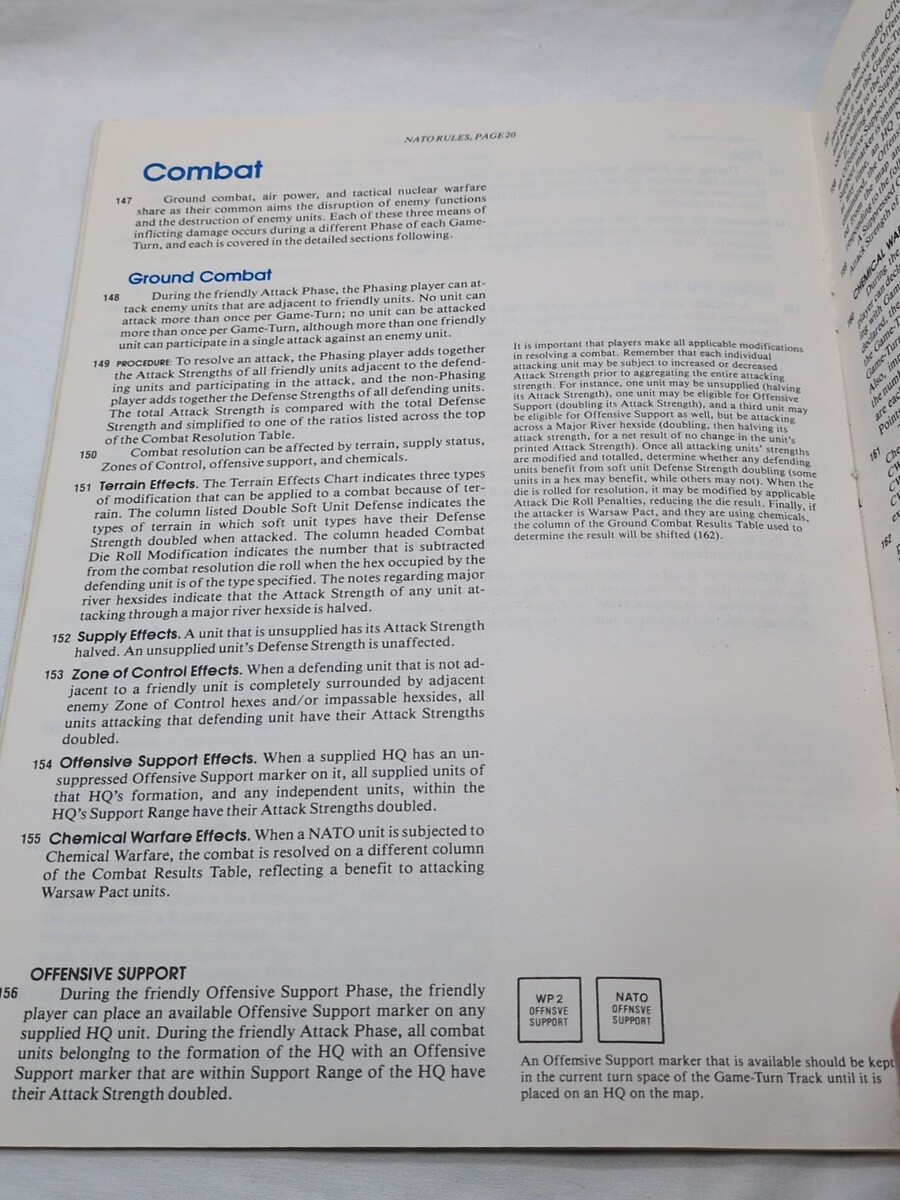 NATO RULES, PAGE 20
Combat
147 Ground combat, air power, and tactical nuclear warfare
share as their common aims the disruption of enemy functions
and the destruction of enemy units. Each of these three means of
inflicting damage occurs during a different Phase of each Game-
Turn, and each is covered in the detailed sections following.
Ground Combat
148 During the friendly Attack Phase, the Phasing player can at-
tack enemy units that are adjacent to friendly units. No unit can
attack more than once per Game-Turn; no unit can be attacked
more than once per Game-Turn, although more than one friendly
unit can participate in a single attack against an enemy unit.
149 PROCEDURE: To resolve an attack, the Phasing player adds together
the Attack Strengths of all friendly units adjacent to the defend-
ing units and participating in the attack, and the non-Phasing
player adds together the Defense Strengths of all defending units.
The total Attack Strength is compared with the total Defense
Strength and simplified to one of the ratios listed across the top
of the Combat Resolution Table.
150 Combat resolution can be affected by terrain, supply status,
Zones of Control, offensive support, and chemicals.
151 Terrain Effects. The Terrain Effects Chart indicates three types
of modification that can be applied to a combat because of ter-
rain. The column listed Double Soft Unit Defense indicates the
types of terrain in which soft unit types have their Defense
Strength doubled when attacked. The column headed Combat
Die Roll Modification indicates the number that is subtracted
from the combat resolution die roll when the hex occupied by the
defending unit is of the type specified. The notes regarding major
river hexsides indicate that the Attack Strength of any unit at-
tacking through a major river hexside is halved.
152 Supply Effects. A unit that is unsupplied has its Attack Strength
halved. An unsupplied unit's Defense Strength is unaffected.
153 Zone of Control Effects. When a defending unit that is not ad-
jacent to a friendly unit is completely surrounded by adjacent
enemy Zone of Control hexes and/or impassable hexsides, all
units attacking that defending unit have their Attack Strengths
doubled.
154 Offensive Support Effects. When a supplied HQ has an un-
suppressed Offensive Support marker on it, all supplied units of
that HQ's formation, and any independent units, within the
HQ's Support Range have their Attack Strengths doubled.
155 Chemical Warfare Effects. When a NATO unit is subjected to
Chemical Warfare, the combat is resolved on a different column
of the Combat Results Table, reflecting a benefit to attacking
Warsaw Pact units.
OFFENSIVE SUPPORT
156 During the friendly Offensive Support Phase, the friendly
player can place an available Offensive Support marker on any
supplied HQ unit. During the friendly Attack Phase, all combat
units belonging to the formation of the HQ with an Offensive
Support marker that are within Support Range of the HQ have
their Attack Strength doubled.
It is important that players make all applicable modifications
in resolving a combat. Remember that each individual
attacking unit may be subject to increased or decreased
Attack Strength prior to aggregating the entire attacking
strength. For instance, one unit may be unsupplied (halving
its Attack Strength), one unit may be eligible for Offensive
Support (doubling its Attack Strength), and a third unit may
be eligible for Offensive Support as well, but be attacking
across a Major River hexside (doubling, then halving its
attack strength, for a net result of no change in the unit's
printed Attack Strength). Once all attacking units' strengths
are modified and totalled, determine whether any defending
units benefit from soft unit Defense Strength doubling (some
units in a hex may benefit, while others may not). When the
die is rolled for resolution, it may be modified by applicable
Attack Die Roll Penalties, reducing the die result. Finally, if
the attacker is Warsaw Pact, and they are using chemicals,
the column of the Ground Combat Results Table used to
determine the result will be shifted (162).
WP 2
OFFNSVE
SUPPORT
NATO
OFFNSVE
SUPPORT
An Offensive Support marker that is available should be kept
in the current turn space of the Game-Turn Track until it is
placed on an HQ on the map.
CHEMICAL WAR
161
162